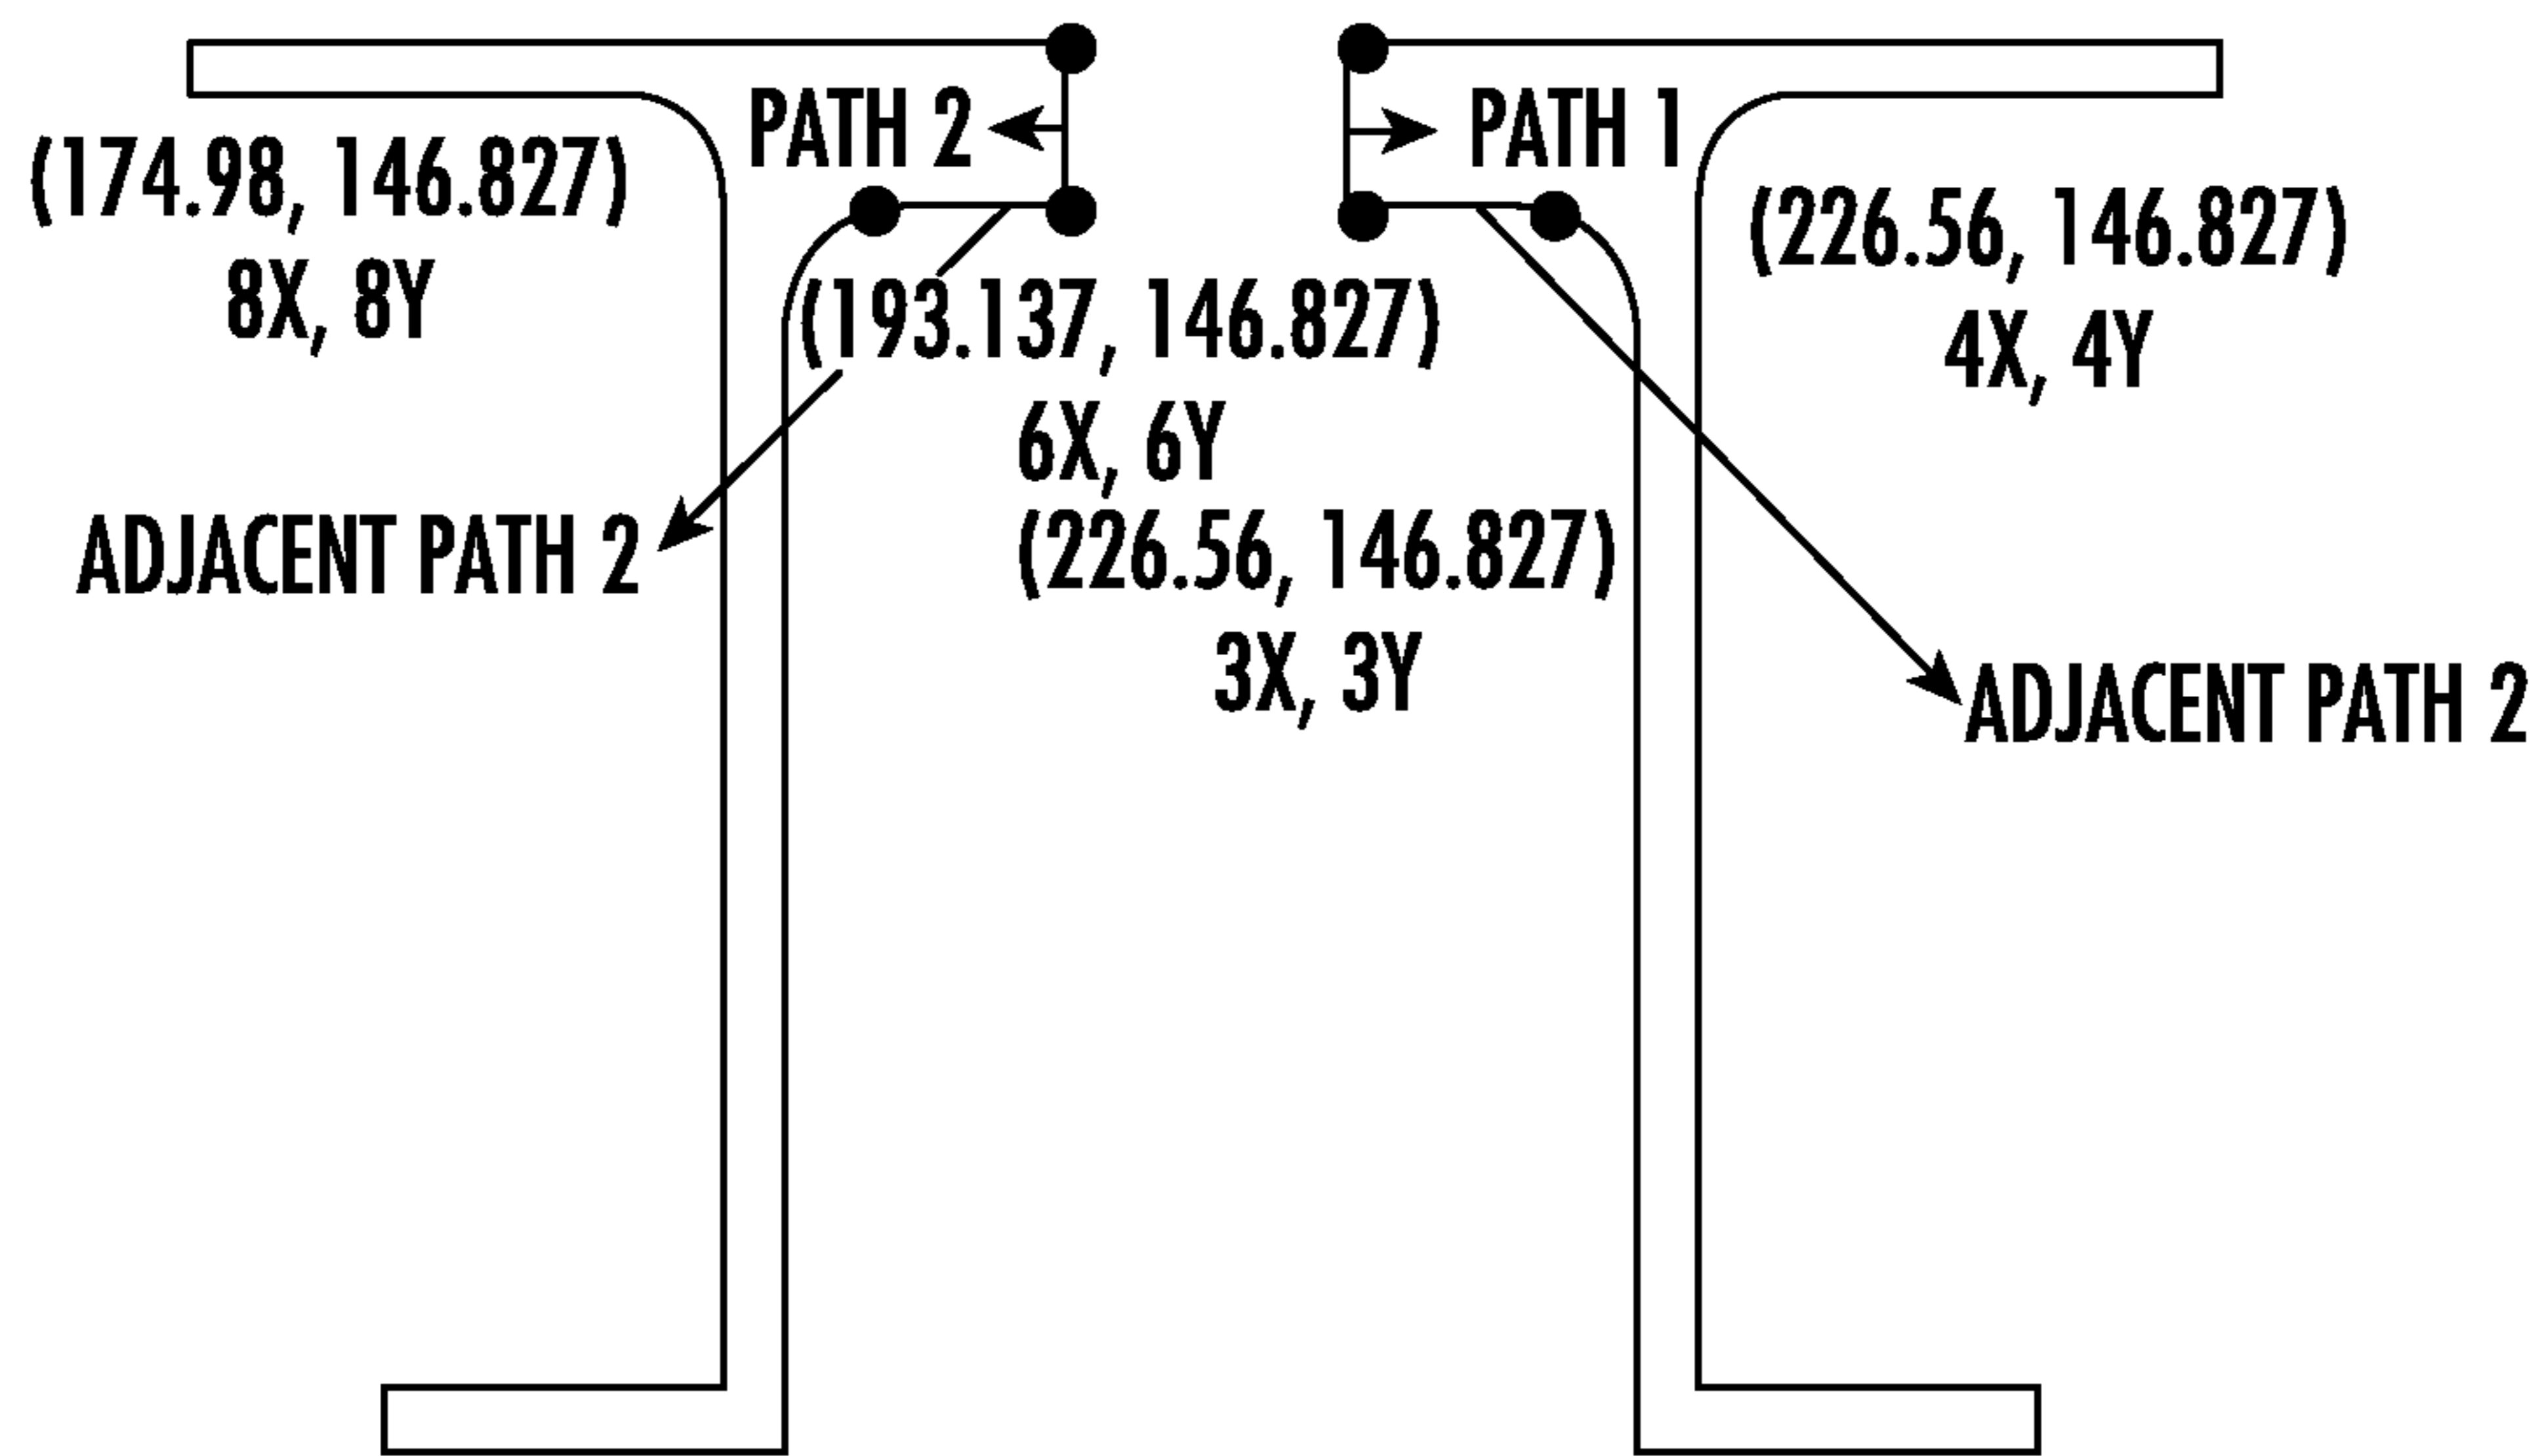 PATH 2
PATH 1
(174.98, 146.827)
8X, 8Y
(226.56, 146.827)
4X, 4Y
(193.137, 146.827)
6X, 6Y
ADJACENT PATH 2
(226.56, 146.827)
3X, 3Y
ADJACENT PATH 2